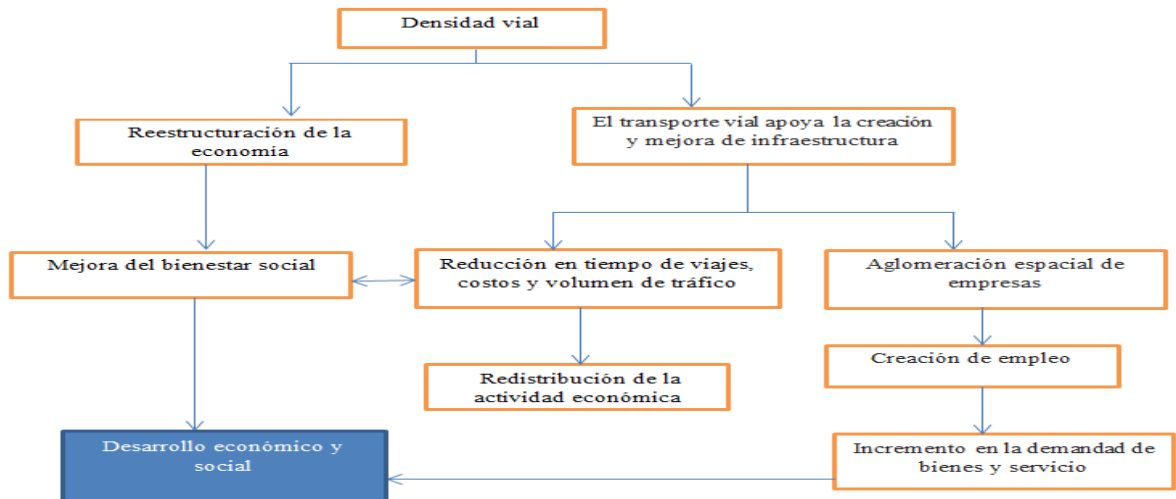 Densidad vial
Reestructuración de la
economia
El transporte vial apoya la creación
y mejora de infraestructura
Mejora del bienestar social
Reducción en tiempo de viajes,
costos y volumen de tráfico
Aglomeración espacial de
empresas
Creación de empleo
Redistribución de la
actividad económica
Desarrollo económico y
social
Incremento en la demandad de
bienes y servicio